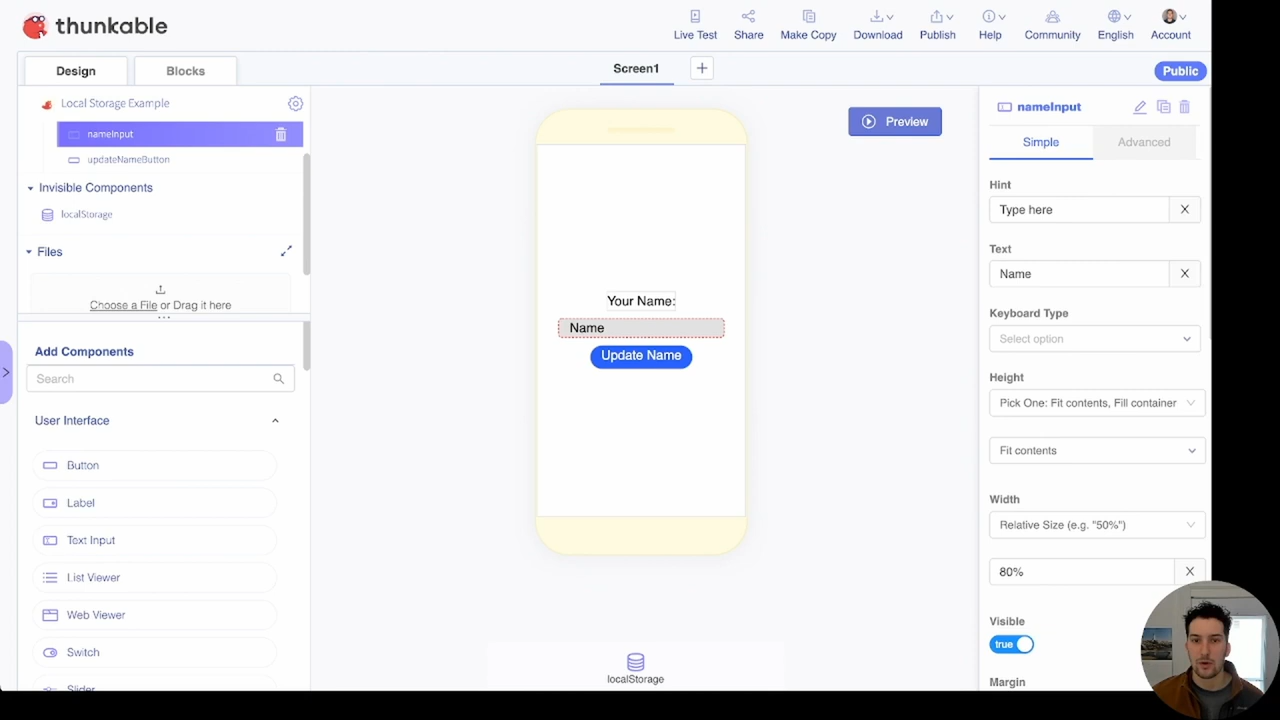 thunkable
Live Test
Share
Make Copy
Download
Publish
Help
Community
English
Account
Design
Blocks
Screen1
+
Public
Local Storage Example
nameInput
updateNameButton
Invisible Components
localStorage
Files
Choose a File or Drag it here
Add Components
Search
User Interface
Button
Label
Text Input
List Viewer
Web Viewer
Switch
Slider
Preview
Your Name:
Name
Update Name
localStorage
nameInput
Simple
Advanced
Hint
Type here
X
Text
Name
X
Keyboard Type
Select option
Height
Pick One: Fit contents, Fill container
Fit contents
Width
Relative Size (e.g. "50%")
80%
X
Visible
true
Margin